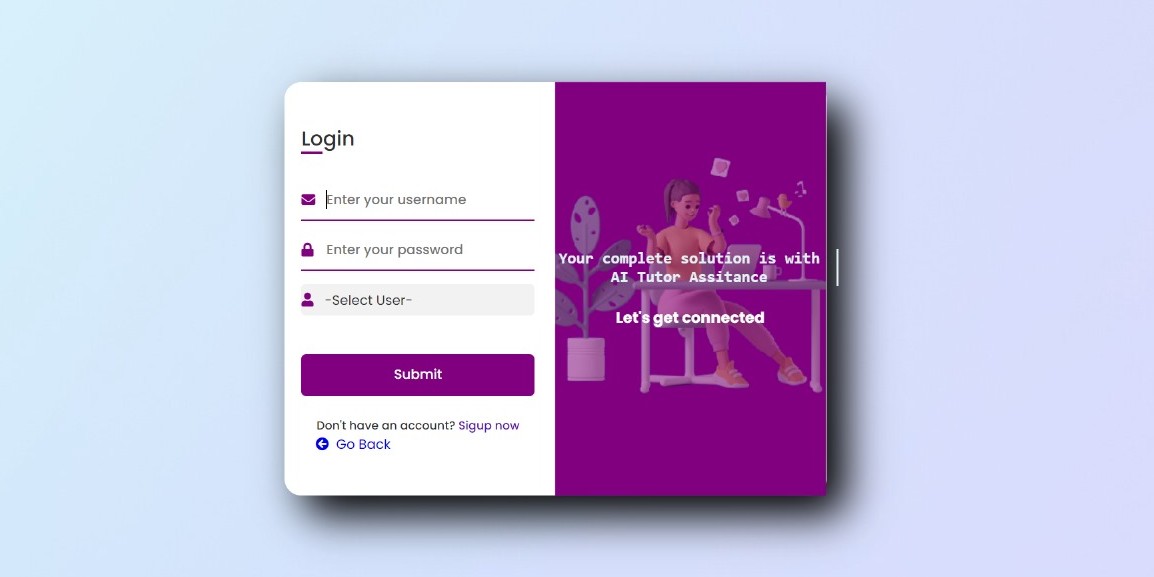 Login
Enter your username
Enter your password
-Select User-
Submit
Don't have an account? Sigup now
Go Back
Your complete solution is with
AI Tutor Assitance
Let's get connected